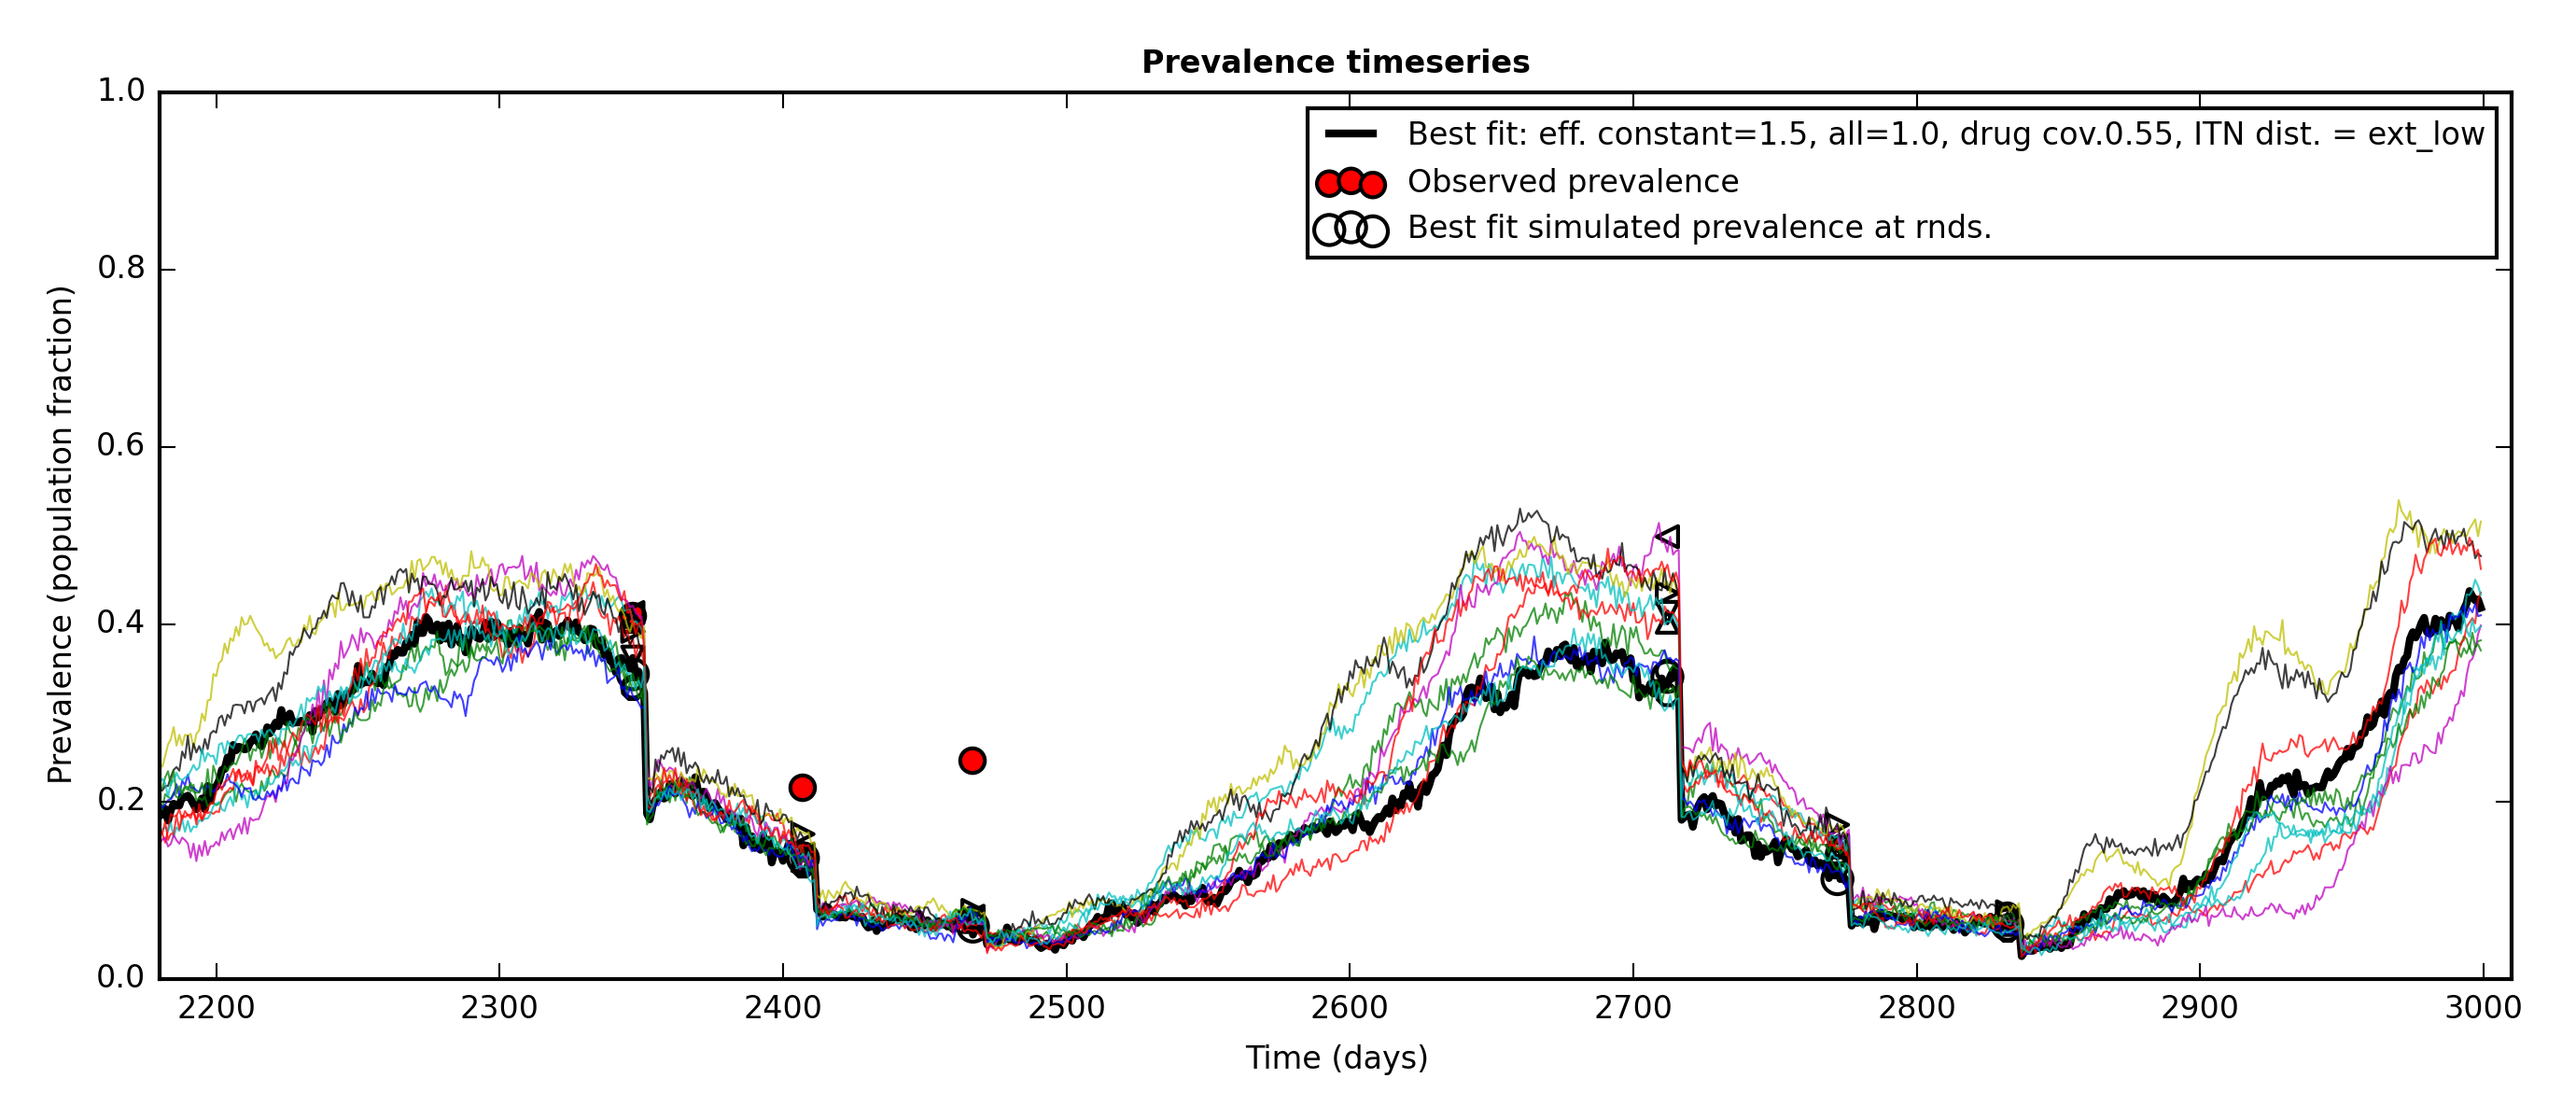 Prevalence timeseries
1.0
0.8
0.6
0.4
0.2
0.0
Prevalence (population fraction)
Best fit: eff. constant=1.5, all=1.0, drug cov.0.55, ITN dist. = ext_low
Observed prevalence
Best fit simulated prevalence at rnds.
2200 2300 2400 2500 2600 2700 2800 2900 3000
Time (days)